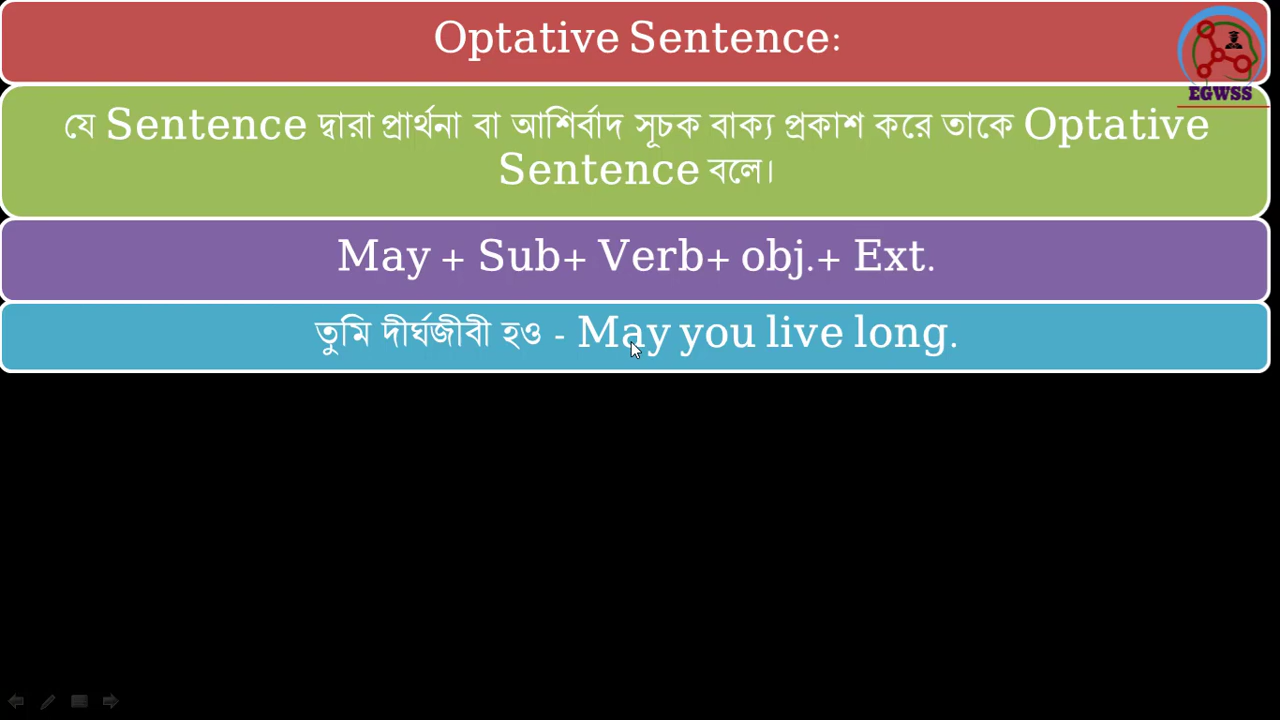 Optative Sentence:
EGWSS
যে Sentence দ্বারা প্রার্থনা বা আশির্বাদ সূচক বাক্য প্রকাশ করে তাকে Optative
Sentence বলে।
May + Sub+ Verb+ obj.+ Ext.
তুমি দীর্ঘজীবী হও - May you live long.